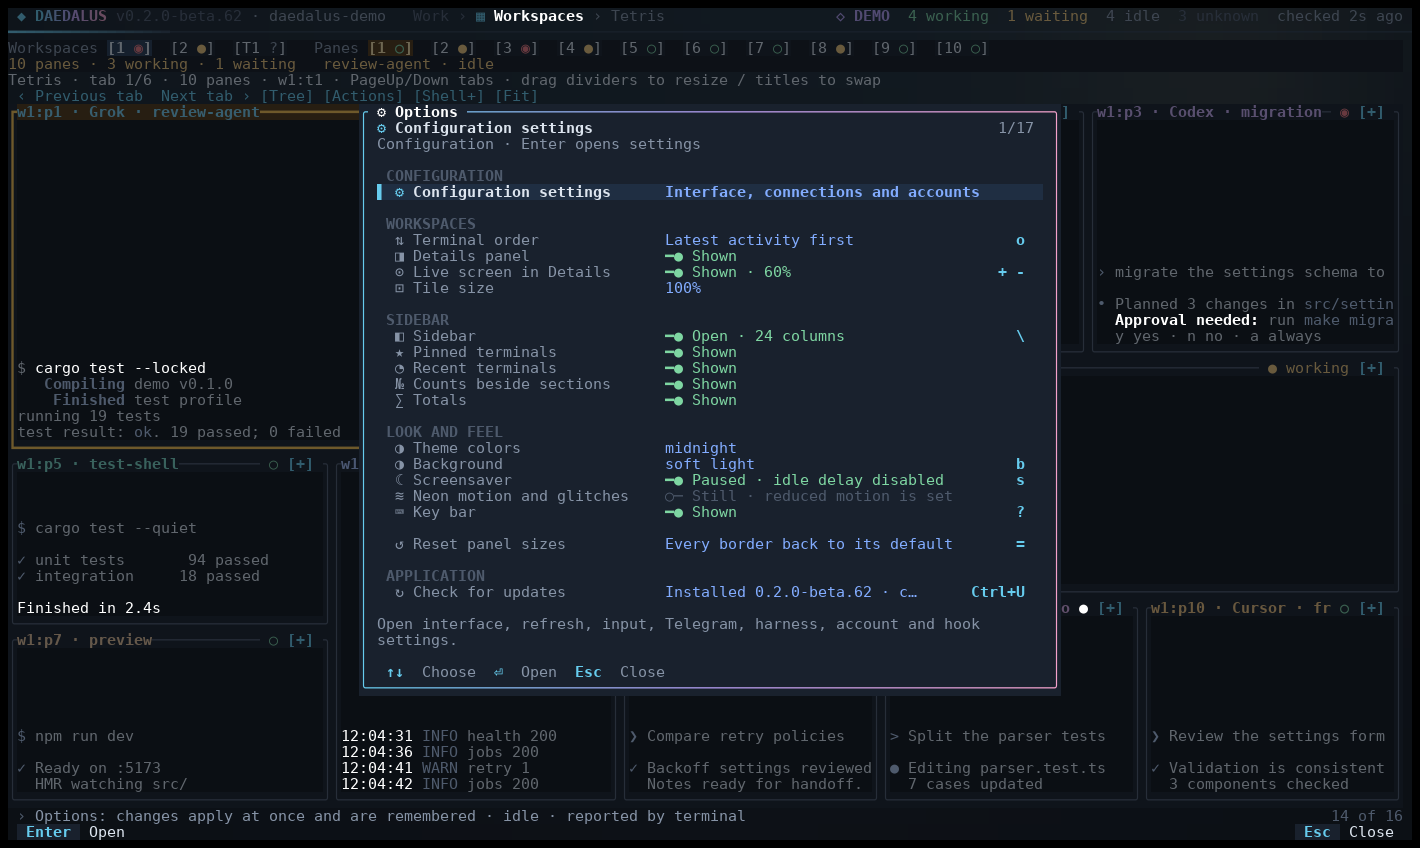 ◆ DAEDALUS v0.2.0-beta.62 · daedalus-demo   Work › ▦ Workspaces › Tetris   ◇ DEMO  4 working  1 waiting  4 idle  3 unknown  checked 2s ago
Workspaces [1 ◉]  [2 ●]  [T1 ?]   Panes [1 ○]  [2 ●]  [3 ◉]  [4 ●]  [5 ○]  [6 ○]  [7 ○]  [8 ●]  [9 ○]  [10 ○]
10 panes · 3 working · 1 waiting   review-agent · idle
Tetris · tab 1/6 · 10 panes · w1:t1 · PageUp/Down tabs · drag dividers to resize / titles to swap
‹ Previous tab  Next tab › [Tree] [Actions] [Shell+] [Fit]
w1:p1 · Grok · review-agent
$ cargo test --locked
Compiling demo v0.1.0
Finished test profile
running 19 tests
test result: ok. 19 passed; 0 failed
⚙ Options
⚙ Configuration settings   1/17
Configuration · Enter opens settings
CONFIGURATION
⚙ Configuration settings   Interface, connections and accounts
WORKSPACES
⇅ Terminal order   Latest activity first   o
◨ Details panel   ━● Shown
⊙ Live screen in Details   ━● Shown · 60%   + -
⊡ Tile size   100%
SIDEBAR
◧ Sidebar   ━● Open · 24 columns   \
★ Pinned terminals   ━● Shown
◔ Recent terminals   ━● Shown
№ Counts beside sections   ━● Shown
∑ Totals   ━● Shown
LOOK AND FEEL
◑ Theme colors   midnight
◑ Background   soft light   b
☾ Screensaver   ━● Paused · idle delay disabled   s
≋ Neon motion and glitches   ○─ Still · reduced motion is set
⌨ Key bar   ━● Shown   ?
↺ Reset panel sizes   Every border back to its default   =
APPLICATION
↻ Check for updates   Installed 0.2.0-beta.62 · c…   Ctrl+U
Open interface, refresh, input, Telegram, harness, account and hook
settings.
↑↓  Choose  ⏎  Open  Esc  Close
] [+]
w1:p3 · Codex · migration ◉ [+]
› migrate the settings schema to
• Planned 3 changes in src/settin
Approval needed: run make migra
y yes · n no · a always
● working [+]
w1:p5 · test-shell ○ [+]
$ cargo test --quiet
✓ unit tests       94 passed
✓ integration     18 passed
Finished in 2.4s
w1
12:04:31 INFO health 200
12:04:36 INFO jobs 200
12:04:41 WARN retry 1
12:04:42 INFO jobs 200
w1:p7 · preview ○ [+]
$ npm run dev
✓ Ready on :5173
HMR watching src/
❯ Compare retry policies
✓ Backoff settings reviewed
Notes ready for handoff.
o ● [+]
> Split the parser tests
● Editing parser.test.ts
7 cases updated
w1:p10 · Cursor · fr ○ [+]
❯ Review the settings form
✓ Validation is consistent
3 components checked
› Options: changes apply at once and are remembered · idle · reported by terminal   14 of 16
Enter Open   Esc Close